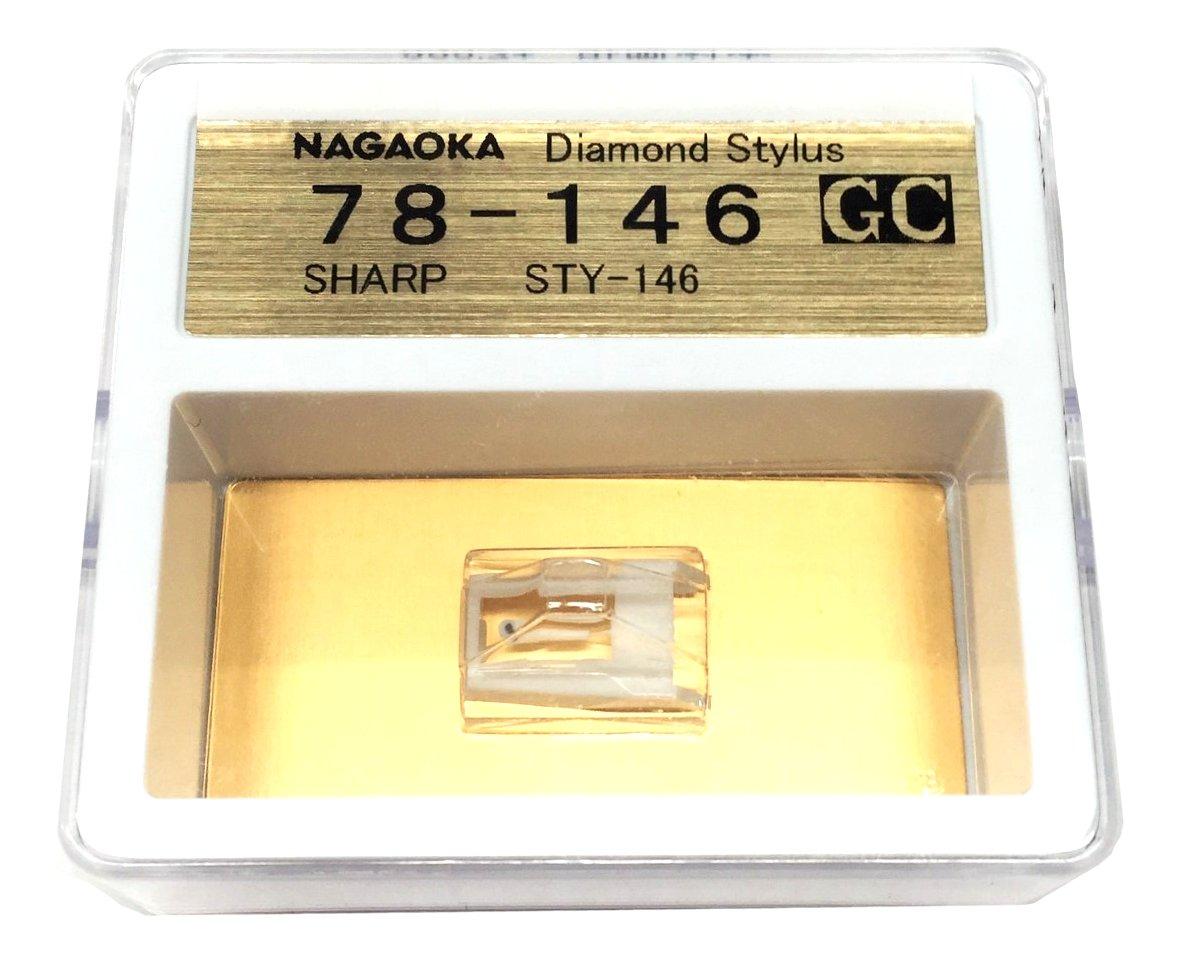 NAGAOKA Diamond Stylus
78-146 GC
SHARP STY-146